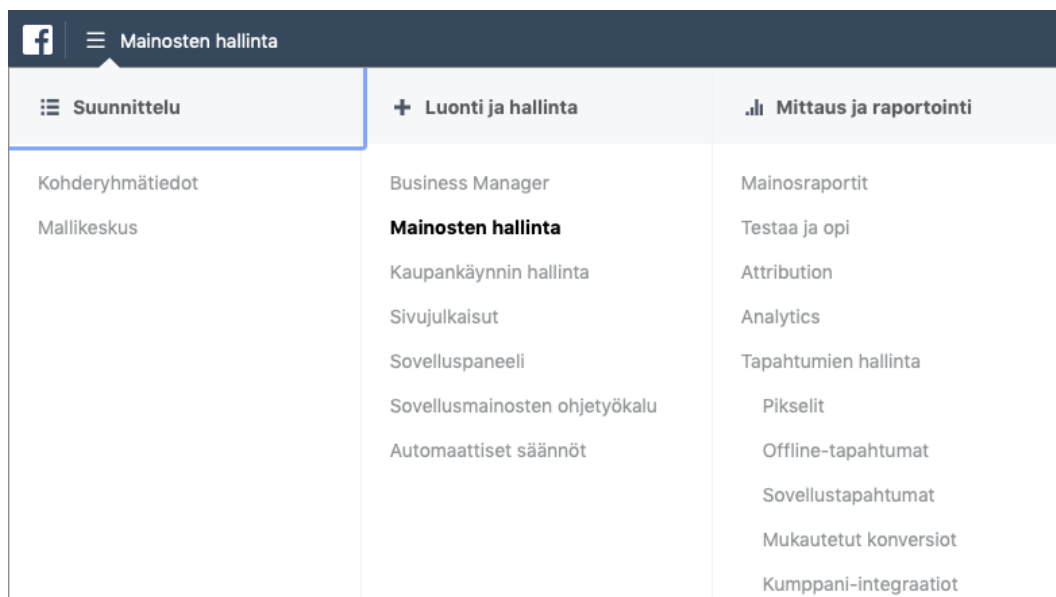 Mainosten hallinta
Suunnittelu
Kohderyhmätiedot
Mallikeskus
Luonti ja hallinta
Business Manager
Mainosten hallinta
Kaupankäynnin hallinta
Sivujulkaisut
Sovelluspaneeli
Sovellusmainosten ohjetyökalu
Automaattiset säännöt
Mittaus ja raportointi
Mainosraportit
Testaa ja opi
Attribution
Analytics
Tapahtumien hallinta
Pikselit
Offline-tapahtumat
Sovellustapahtumat
Mukautetut konversiot
Kumppani-integraatiot